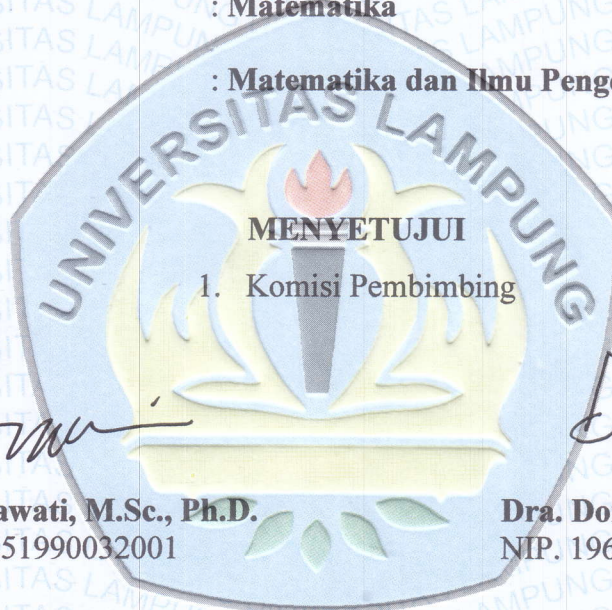 : Matematika
: Matematika dan Ilmu Penge
UNIVERSITAS LAMPUNG
MENYETUJUI
1. Komisi Pembimbing
awati, M.Sc., Ph.D.
Dra. Do
51990032001
NIP. 196